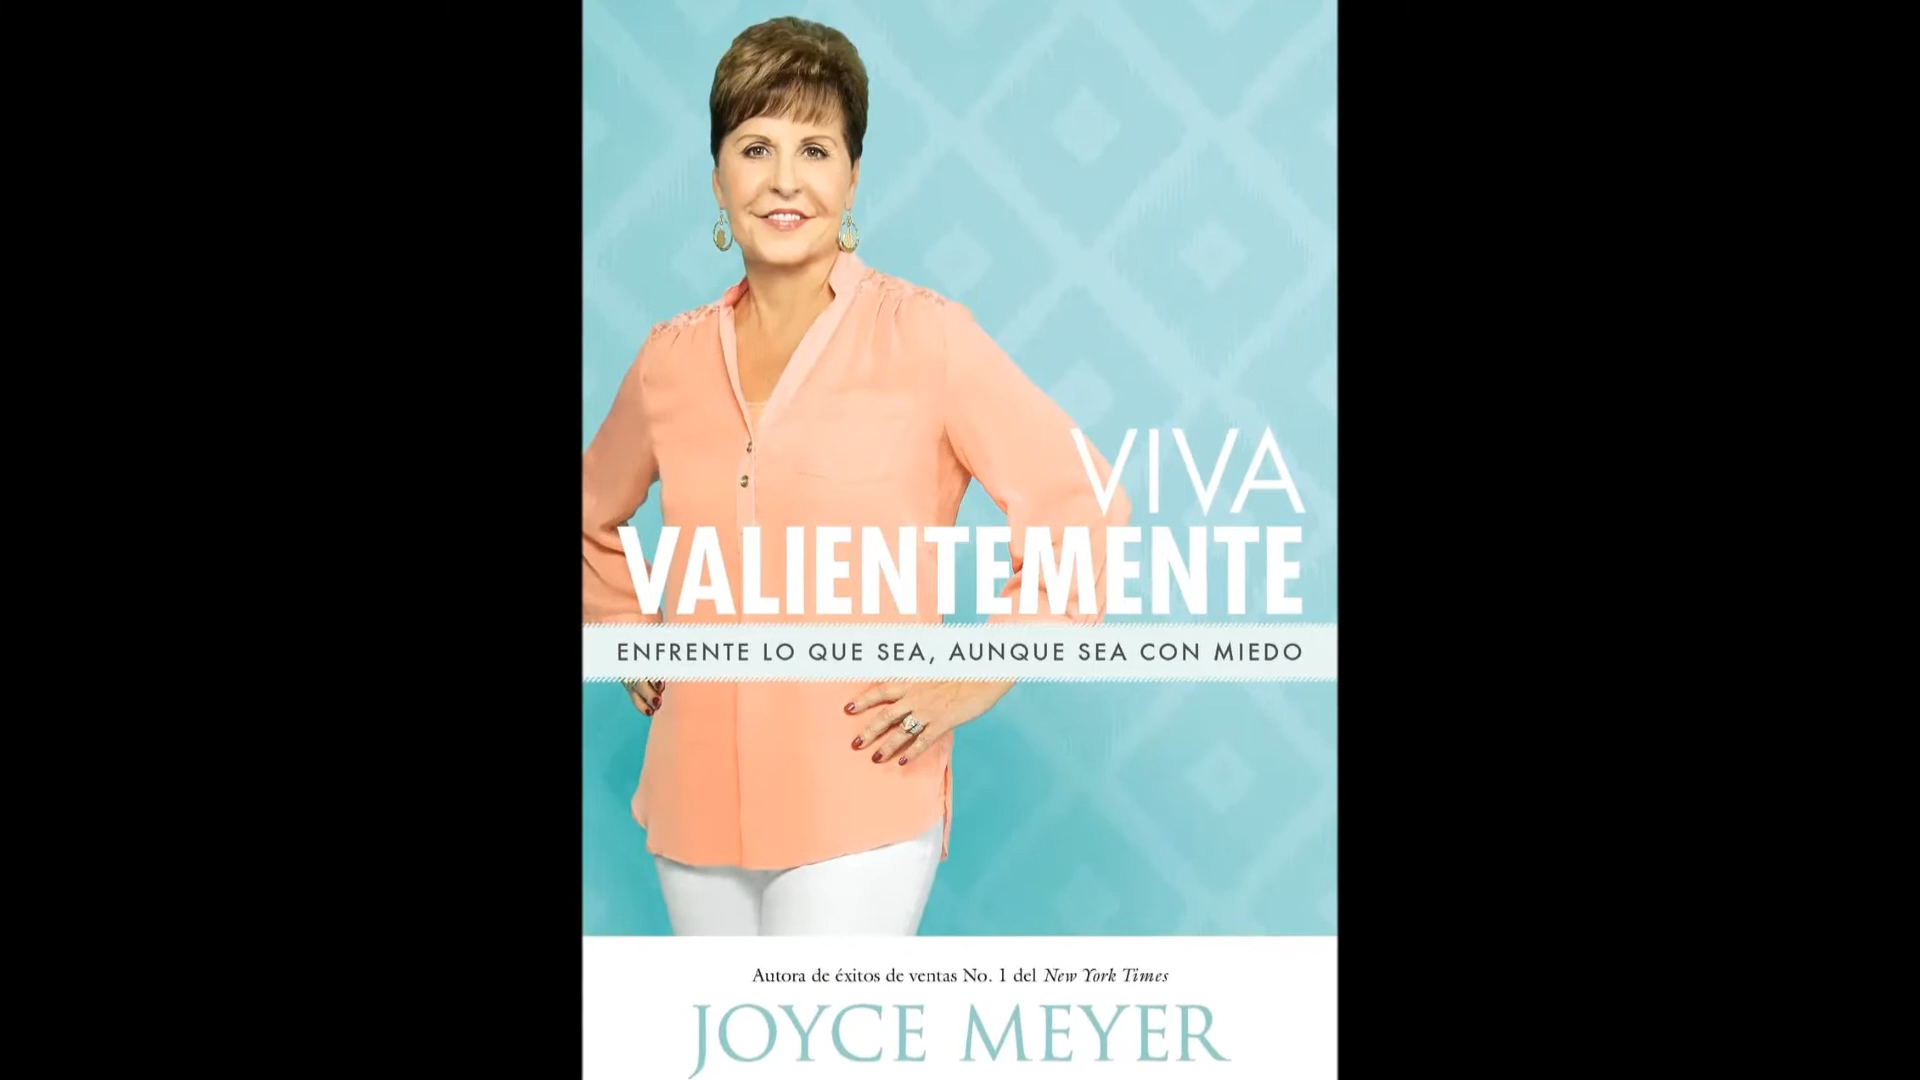 VIVA
VALIENTEMENTE
ENFRENTE LO QUE SEA, AUNQUE SEA CON MIEDO
Autora de éxitos de ventas No. 1 del New York Times
JOYCE MEYER